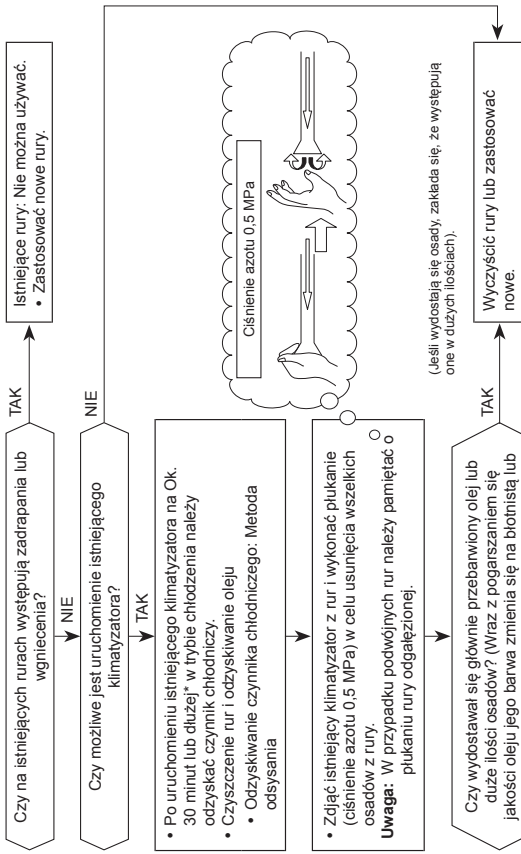 Czy na istniejących rurach występują zadrapania lub
wgniecenia?
TAK
Istniejące rury: Nie można używać.
• Zastosować nowe rury.
NIE
Czy możliwe jest uruchomienie istniejącego
klimatyzatora?
NIE
TAK
• Po uruchomieniu istniejącego klimatyzatora na Ok.
30 minut lub dłużej* w trybie chłodzenia należy
odzyskać czynnik chłodniczy.
• Czyszczenie rur i odzyskiwanie oleju
• Odzyskiwanie czynnika chłodniczego: Metoda
odsysania
Ciśnienie azotu 0,5 MPa
• Zdjąć istniejący klimatyzator z rur i wykonać płukanie
(ciśnienie azotu 0,5 MPa) w celu usunięcia wszelkich
osadów z rury.
Uwaga: W przypadku podwójnych rur należy pamiętać o
płukaniu rury odgałęzionej.
(Jeśli wydostają się osady, zakłada się, że występują
one w dużych ilościach).
Czy wydostawał się głównie przebarwiony olej lub
duże ilości osadów? (Wraz z pogarszaniem się
jakości oleju jego barwa zmienia się na błotnistą lub
TAK
Wyczyścić rury lub zastosować
nowe.